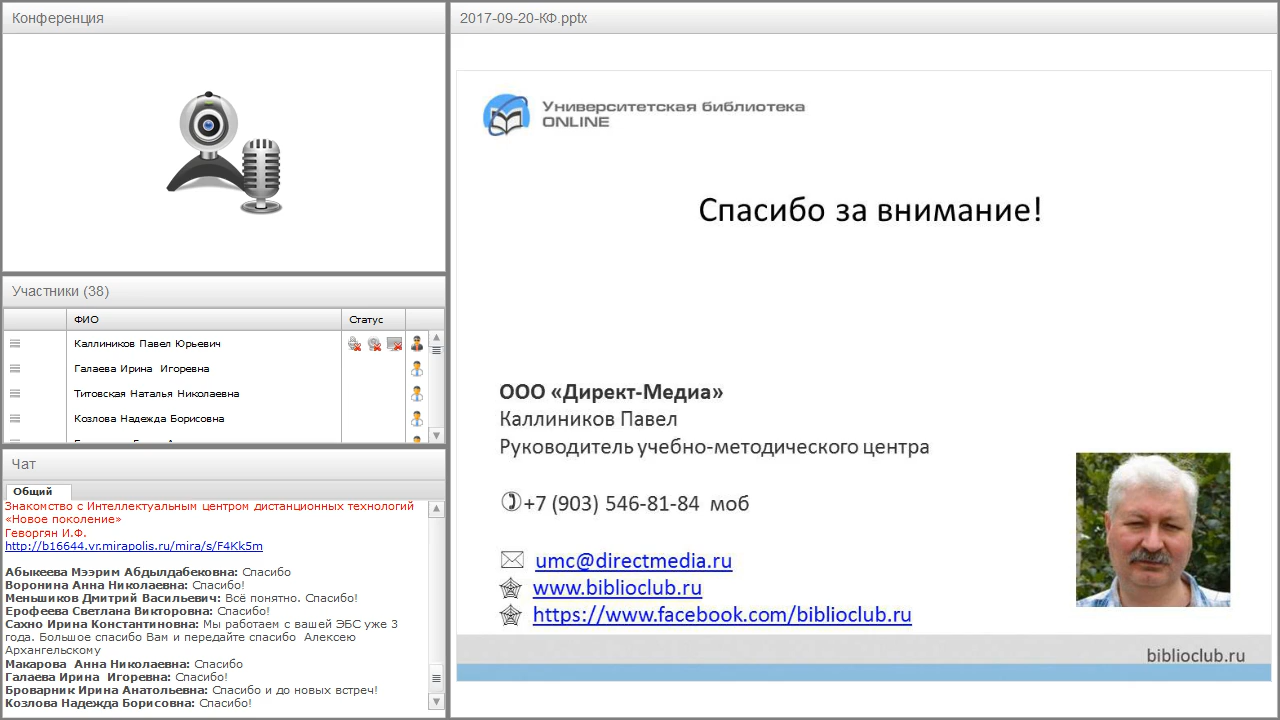 Конференция
Участники (38)
ФИО Статус
Каллиников Павел Юрьевич
Галаева Ирина Игоревна
Титовская Наталья Николаевна
Козлова Надежда Борисовна
Чат
Общий
Знакомство с Интеллектуальным центром дистанционных технологий
«Новое поколение»
Геворгян И.Ф.
http://b16644.vr.mirapolis.ru/mira/s/F4Kk5m
Абыкеева Мээрим Абдылдабековна: Спасибо
Воронина Анна Николаевна: Спасибо!
Меньшиков Дмитрий Васильевич: Всё понятно. Спасибо!
Ерофеева Светлана Викторовна: Спасибо!
Сахно Ирина Константиновна: Мы работаем с вашей ЭБС уже 3
года. Большое спасибо Вам и передайте спасибо Алексею
Архангельскому
Макарова Анна Николаевна: Спасибо
Галаева Ирина Игоревна: Спасибо!
Броварник Ирина Анатольевна: Спасибо и до новых встреч!
Козлова Надежда Борисовна: Спасибо!
2017-09-20-КФ.pptx
Университетская библиотека
ONLINE
Спасибо за внимание!
ООО «Директ-Медиа»
Каллиников Павел
Руководитель учебно-методического центра
+7 (903) 546-81-84 моб
umc@directmedia.ru
www.biblioclub.ru
https://www.facebook.com/biblioclub.ru
biblioclub.ru